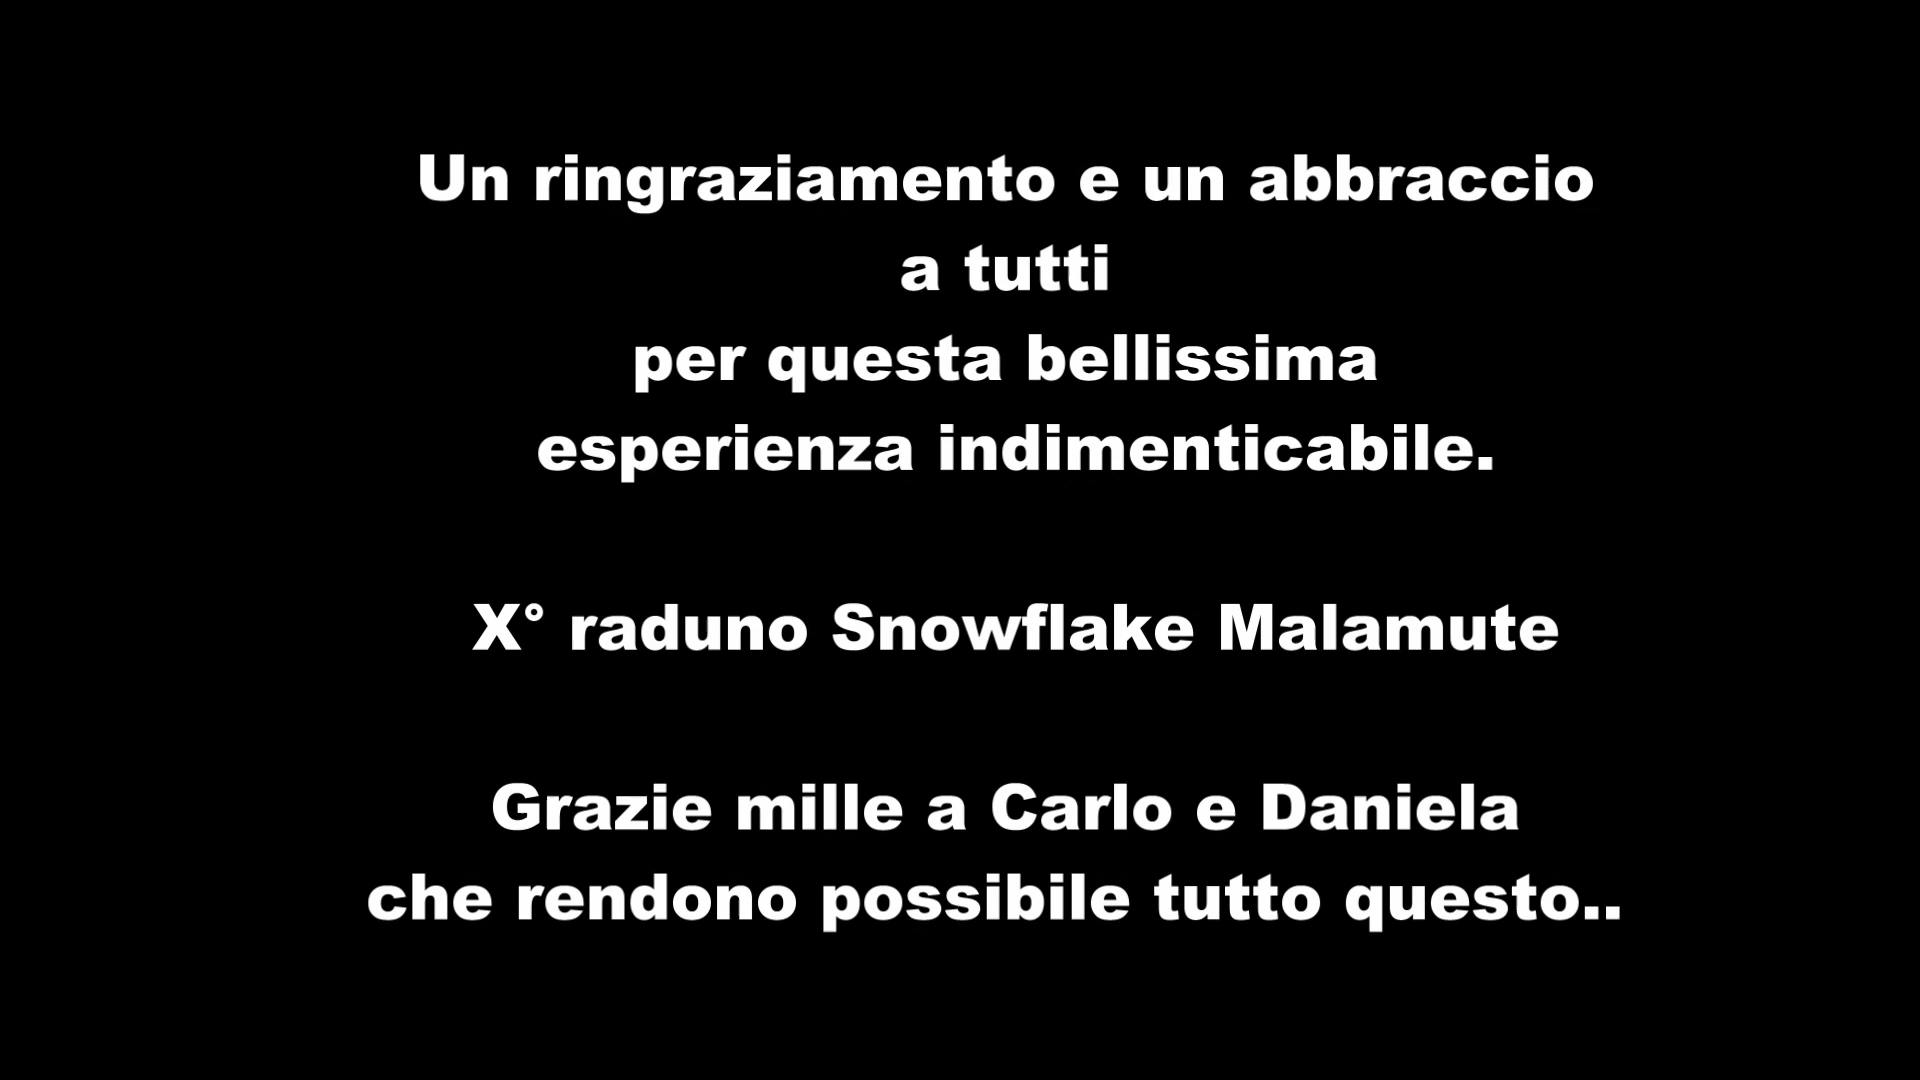 Un ringraziamento e un abbraccio
a tutti
per questa bellissima
esperienza indimenticabile.
X° raduno Snowflake Malamute
Grazie mille a Carlo e Daniela
che rendono possibile tutto questo..